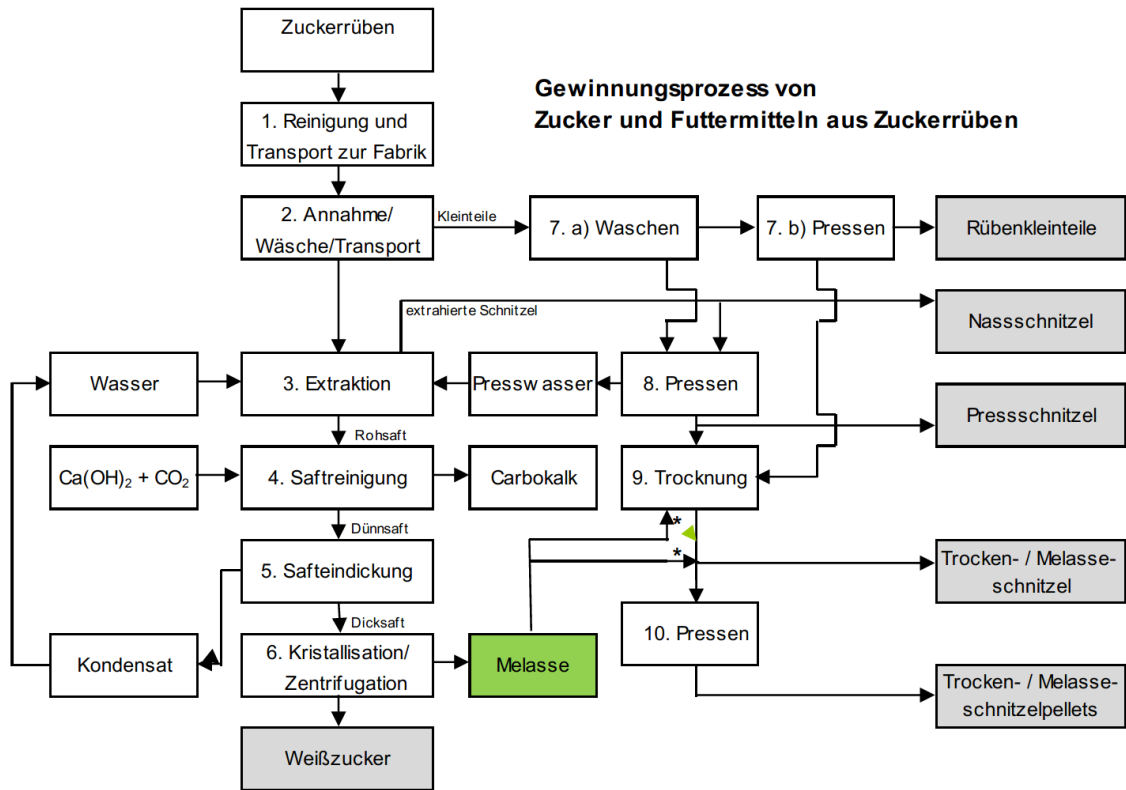 Zuckerrüben
Gewinnungsprozess von
Zucker und Futtermitteln aus Zuckerrüben
1. Reinigung und
Transport zur Fabrik
2. Annahme/
Wäsche/Transport
Kleinteile
7. a) Waschen
7. b) Pressen
Rübenkleinteile
extrahierte Schnitzel
Nassschnitzel
Wasser
3. Extraktion
Presswasser
8. Pressen
Pressschnitzel
Rohsaft
Ca(OH)₂ + CO₂
4. Saftreinigung
Carbokalk
9. Trocknung
Dünnsaft
*
*
5. Safteindickung
Trocken- / Melasse-
schnitzel
Dicksaft
Kondensat
6. Kristallisation/
Zentrifugation
Melasse
10. Pressen
Trocken- / Melasse-
schnitzelpellets
Weißzucker